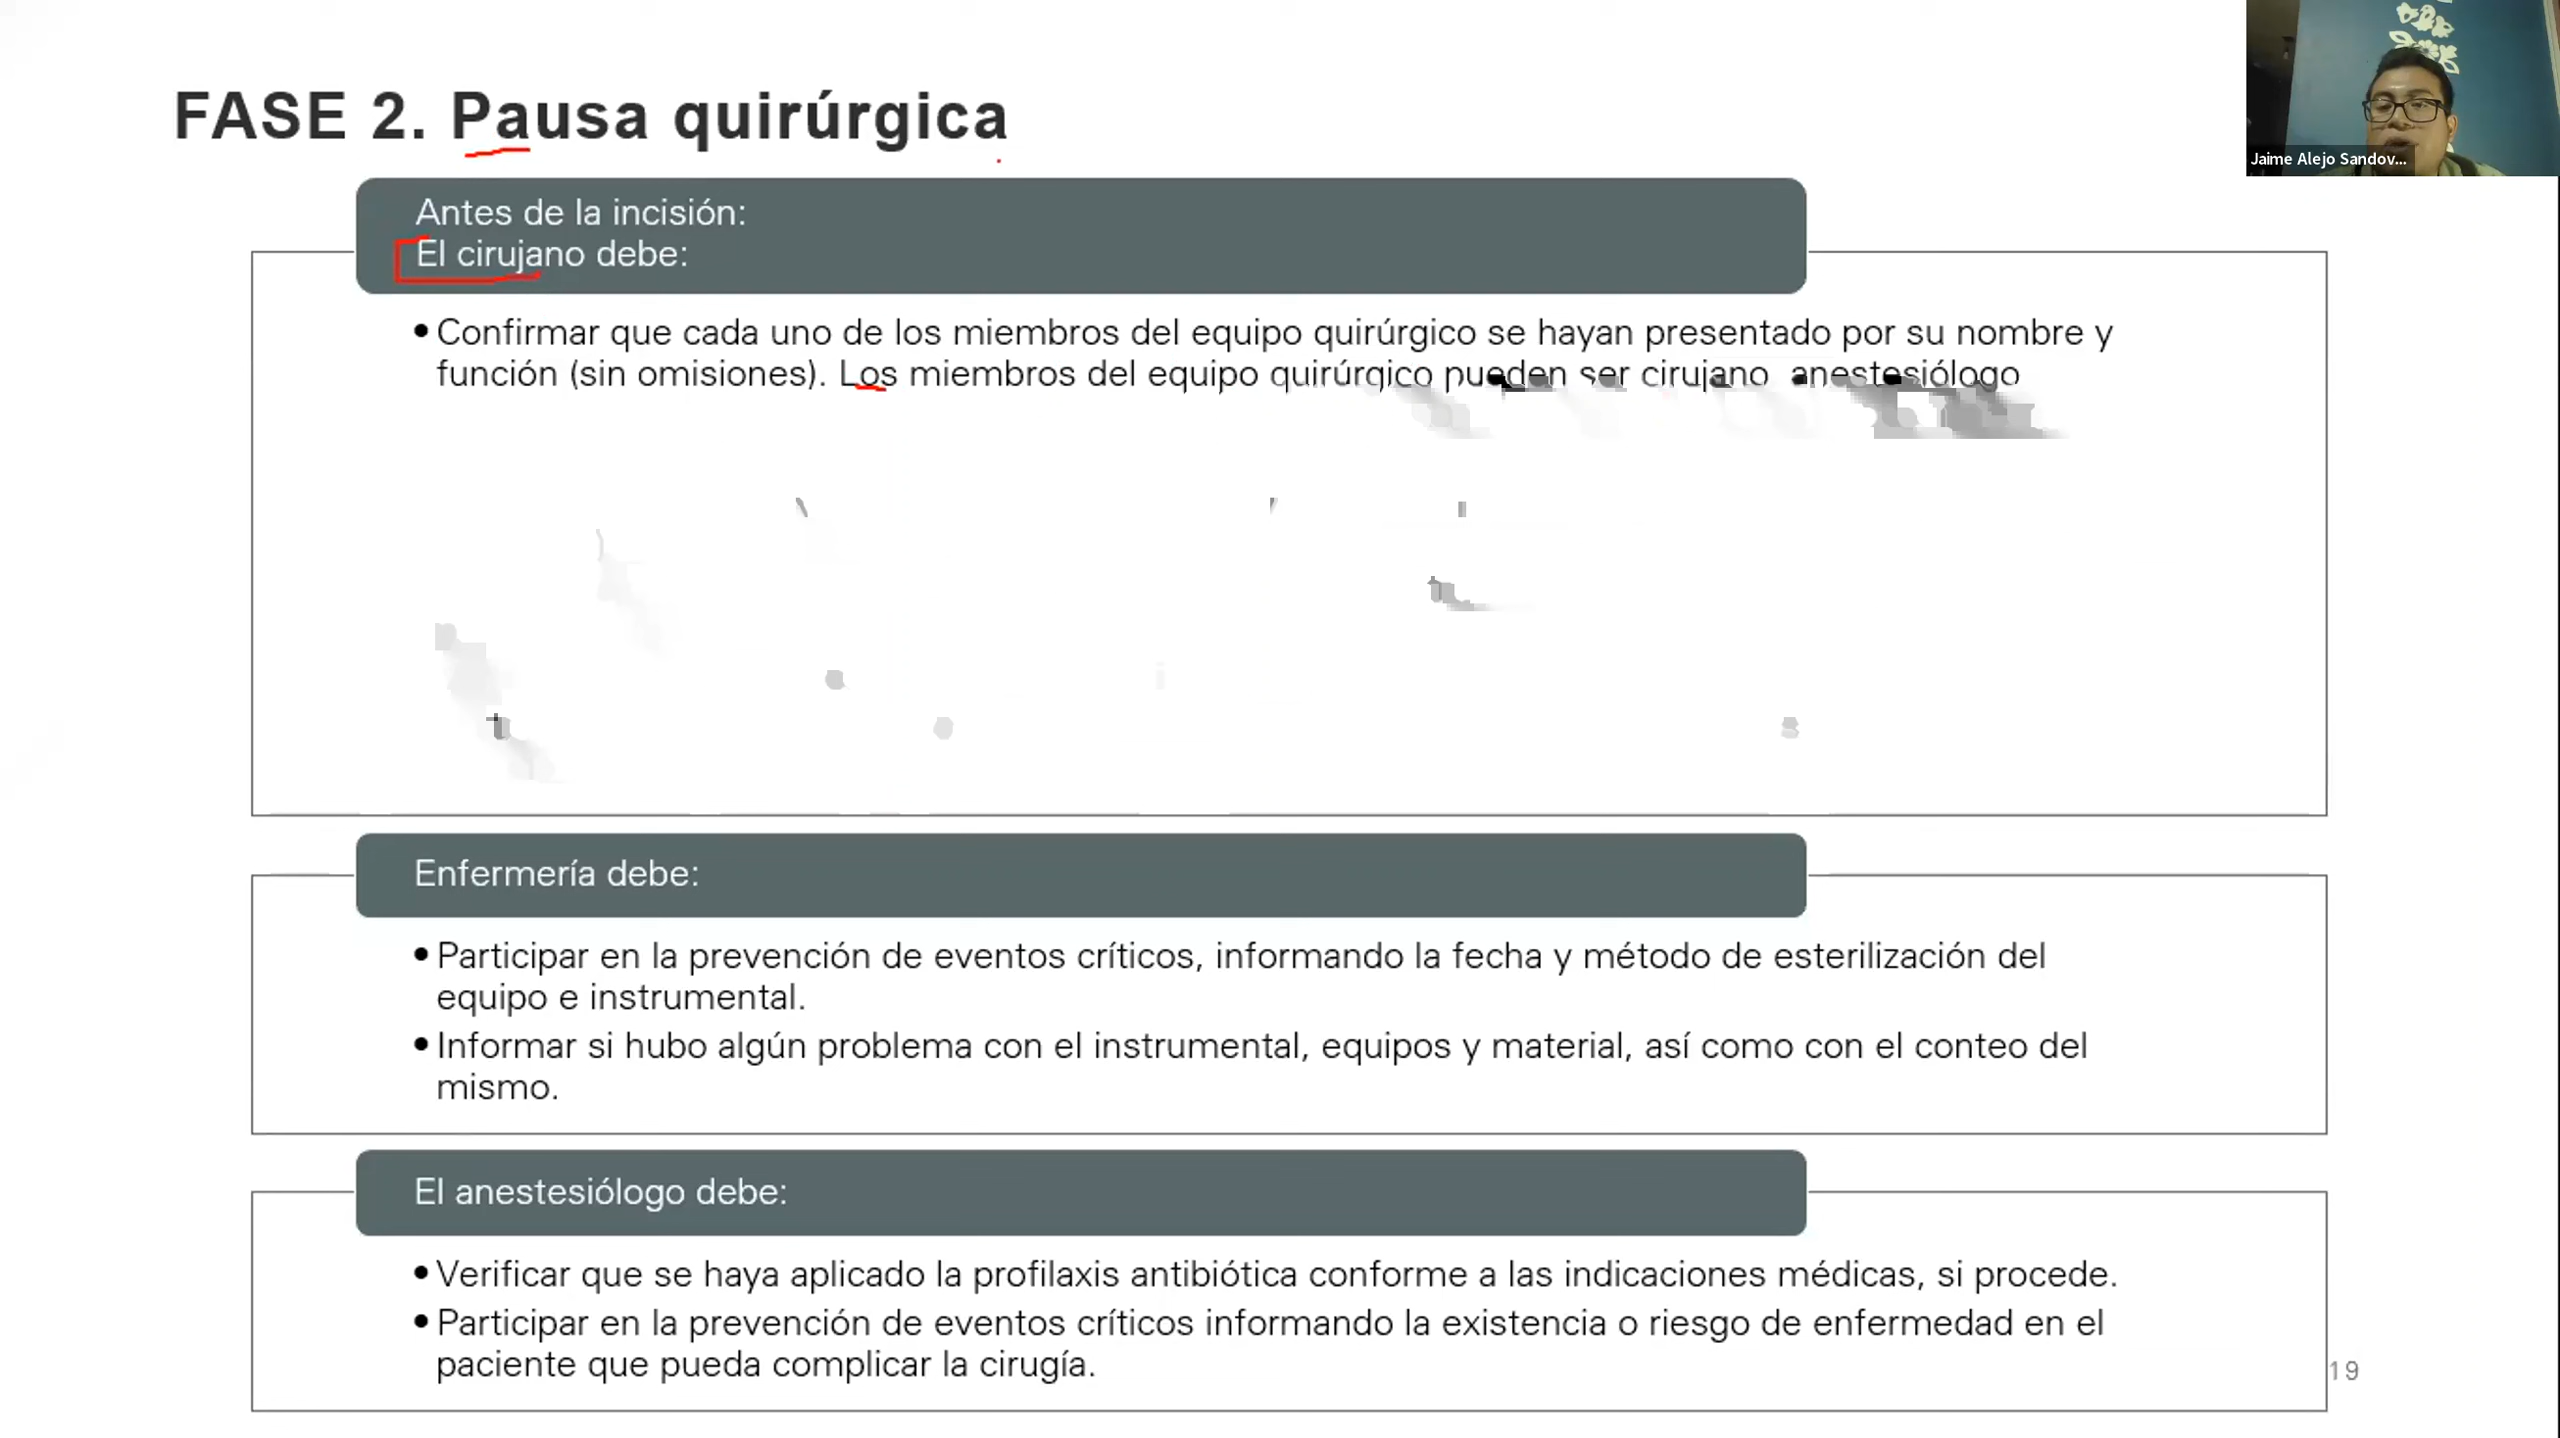 FASE 2. Pausa quirúrgica
Jaime Alejo Sandov...
Antes de la incisión:
El cirujano debe:
• Confirmar que cada uno de los miembros del equipo quirúrgico se hayan presentado por su nombre y
función (sin omisiones). Los miembros del equipo quirúrgico pueden ser cirujano anestesiólogo
Enfermería debe:
• Participar en la prevención de eventos críticos, informando la fecha y método de esterilización del
equipo e instrumental.
• Informar si hubo algún problema con el instrumental, equipos y material, así como con el conteo del
mismo.
El anestesiólogo debe:
• Verificar que se haya aplicado la profilaxis antibiótica conforme a las indicaciones médicas, si procede.
• Participar en la prevención de eventos críticos informando la existencia o riesgo de enfermedad en el
paciente que pueda complicar la cirugía.
19